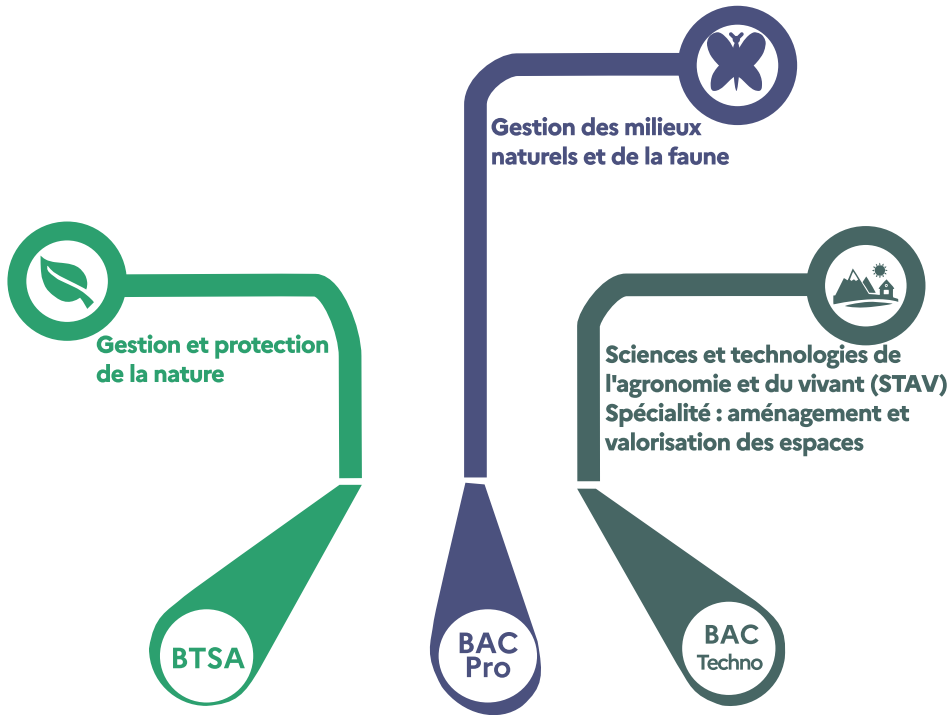 Gestion des milieux
naturels et de la faune
Gestion et protection
de la nature
Sciences et technologies de
l'agronomie et du vivant (STAV)
Spécialité : aménagement et
valorisation des espaces
BTSA
BAC
Pro
BAC
Techno